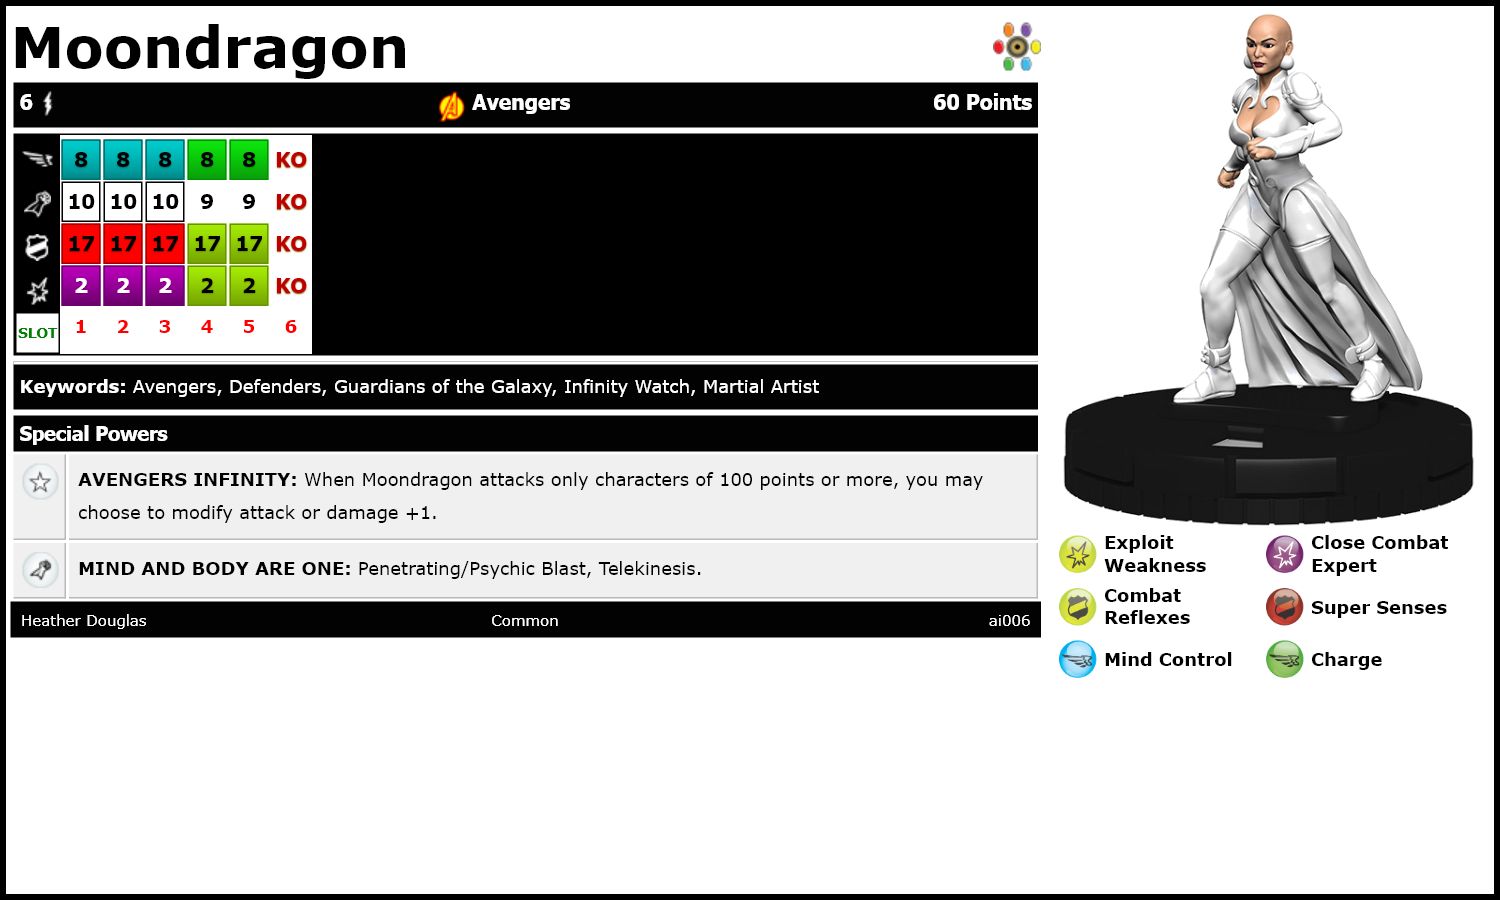 Moondragon
6 Avengers 60 Points
8 8 8 8 8 KO
10 10 10 9 9 KO
17 17 17 17 17 KO
2 2 2 2 2 KO
SLOT 1 2 3 4 5 6
Keywords: Avengers, Defenders, Guardians of the Galaxy, Infinity Watch, Martial Artist
Special Powers
AVENGERS INFINITY: When Moondragon attacks only characters of 100 points or more, you may
choose to modify attack or damage +1.
MIND AND BODY ARE ONE: Penetrating/Psychic Blast, Telekinesis.
Heather Douglas Common ai006
Exploit
Weakness
Close Combat
Expert
Combat
Reflexes
Super Senses
Mind Control
Charge